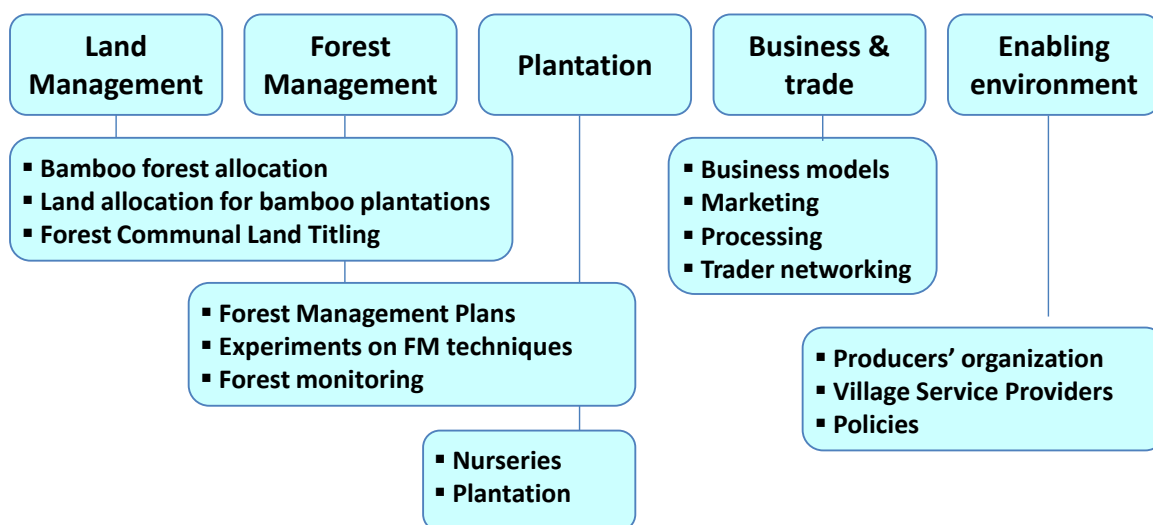 Land
Management
Forest
Management
Plantation
Business &
trade
Enabling
environment
▪ Bamboo forest allocation
▪ Land allocation for bamboo plantations
▪ Forest Communal Land Titling
▪ Business models
▪ Marketing
▪ Processing
▪ Trader networking
▪ Forest Management Plans
▪ Experiments on FM techniques
▪ Forest monitoring
▪ Producers’ organization
▪ Village Service Providers
▪ Policies
▪ Nurseries
▪ Plantation